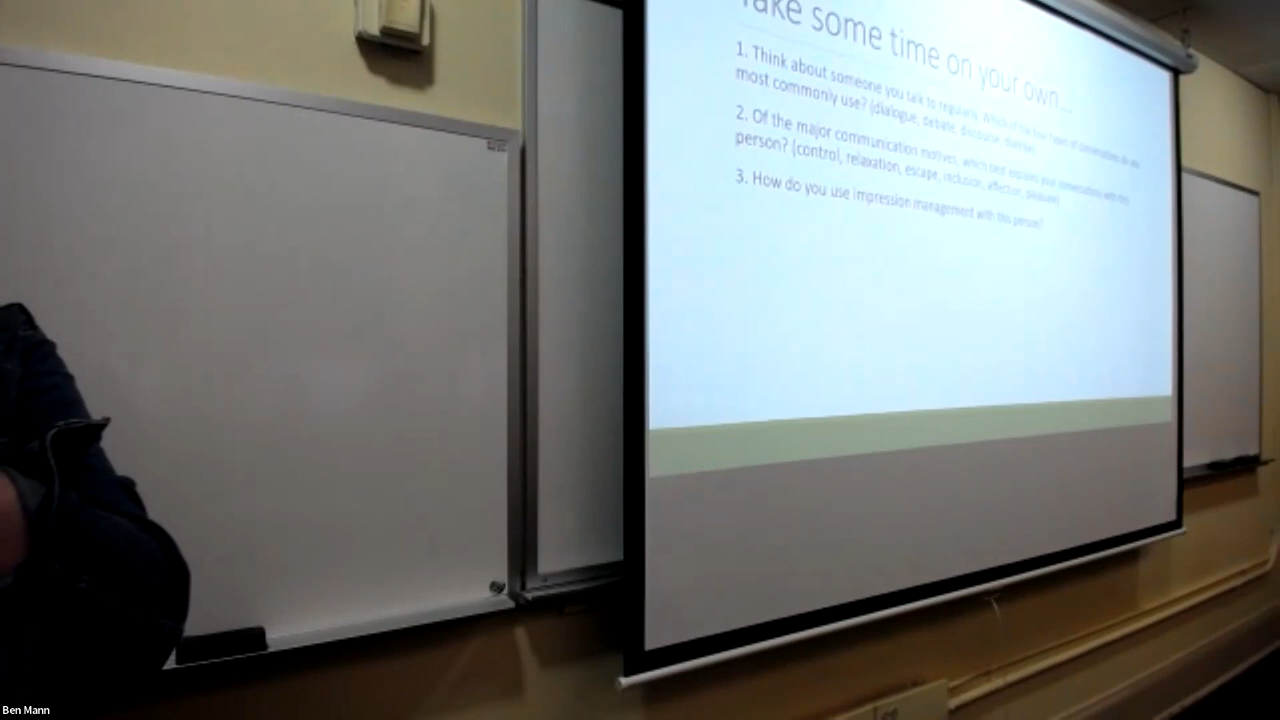 Take some time on your own...
1. Think about someone you talk to regularly. Which of the four types of conversations do you
most commonly use? (dialogue, debate, discourse, diatribe)
2. Of the major communication motives, which best explains your conversations with this
person? (control, relaxation, escape, inclusion, affection, pleasure)
3. How do you use impression management with this person?
Ben Mann